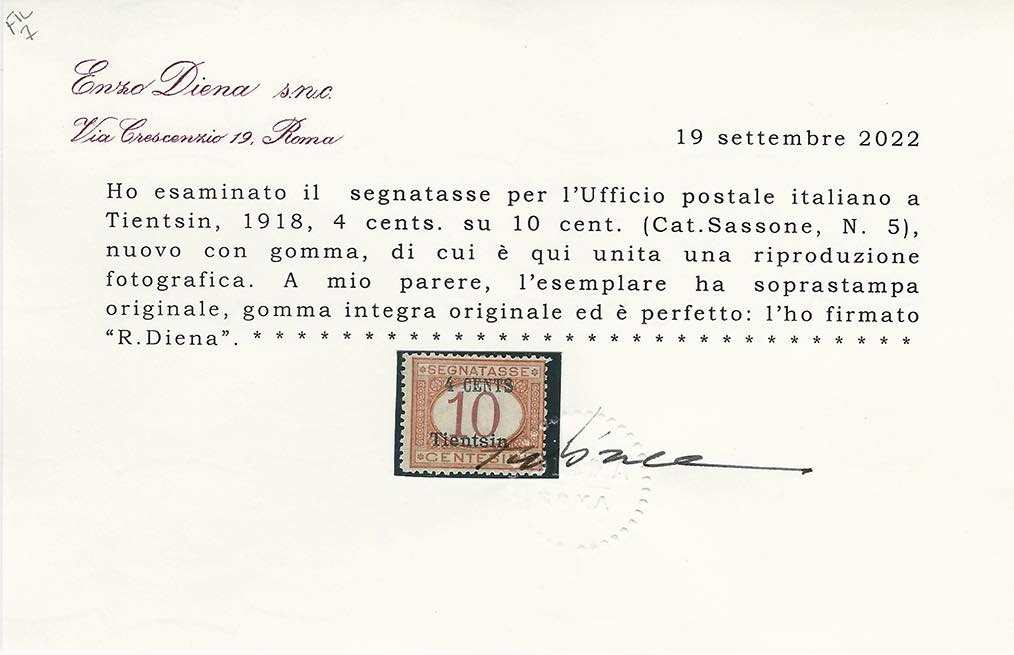 FIL
7
Enzo Diena s.n.c.
Via Crescenzio 19, Roma
19 settembre 2022
Ho esaminato il segnatasse per l'Ufficio postale italiano a
Tientsin, 1918, 4 cents. su 10 cent. (Cat.Sassone, N. 5),
nuovo con gomma, di cui è qui unita una riproduzione
fotografica. A mio parere, l'esemplare ha soprastampa
originale, gomma integra originale ed è perfetto: l'ho firmato
“R.Diena”. * * * * * * * * * * * * * * * * * * * * * * * *
*SEGNATASSE*
4 CENTS
10
Tientsin